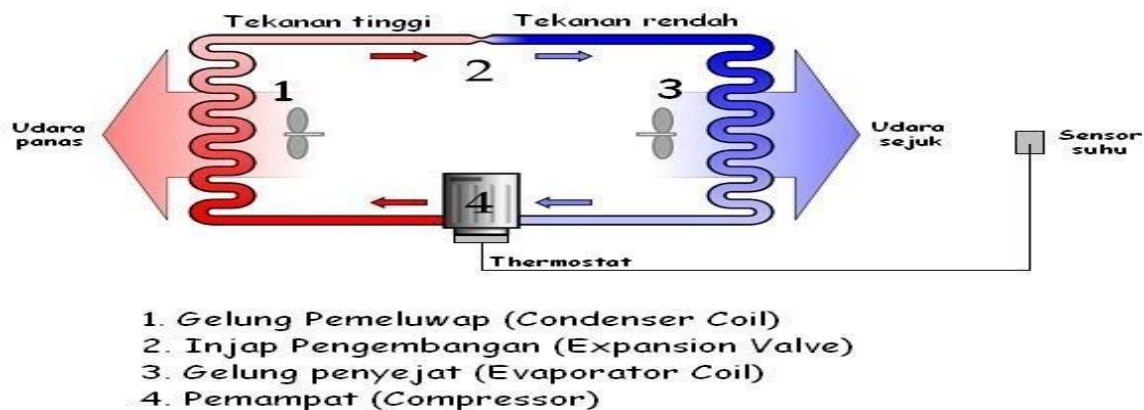 Tekanan tinggi
Tekanan rendah
2
1
3
Udara
panas
Udara
sejuk
Sensor
suhu
4
Thermostat
1. Gelung Pemeluwap (Condenser Coil)
2. Injap Pengembangan (Expansion Valve)
3. Gelung penyejat (Evaporator Coil)
4. Pemampat (Compressor)